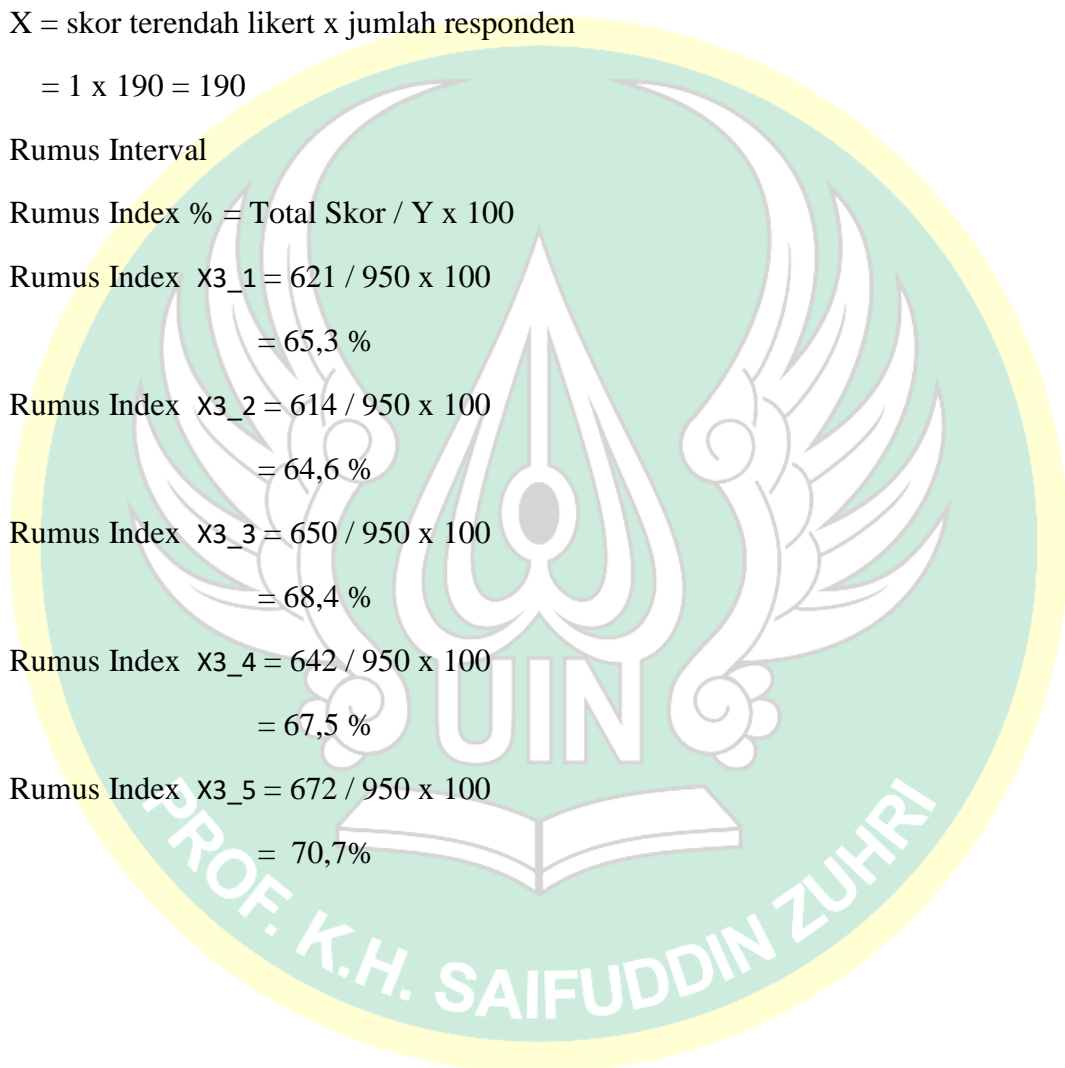 X = skor terendah likert x jumlah responden
= 1 x 190 = 190
Rumus Interval
Rumus Index % = Total Skor / Y x 100
Rumus Index X3_1 = 621 / 950 x 100
= 65,3 %
Rumus Index X3_2 = 614 / 950 x 100
= 64,6 %
Rumus Index X3_3 = 650 / 950 x 100
= 68,4 %
Rumus Index X3_4 = 642 / 950 x 100
= 67,5 %
Rumus Index X3_5 = 672 / 950 x 100
= 70,7%
UIN
PROF. K.H. SAIFUDDIN ZUHRI